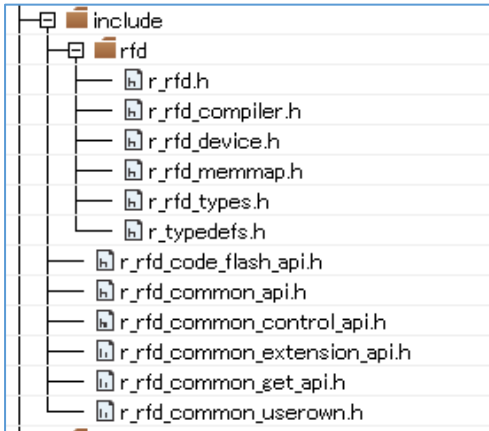 include
rfd
r_rfd.h
r_rfd_compiler.h
r_rfd_device.h
r_rfd_memmap.h
r_rfd_types.h
r_typedefs.h
r_rfd_code_flash_api.h
r_rfd_common_api.h
r_rfd_common_control_api.h
r_rfd_common_extension_api.h
r_rfd_common_get_api.h
r_rfd_common_userown.h